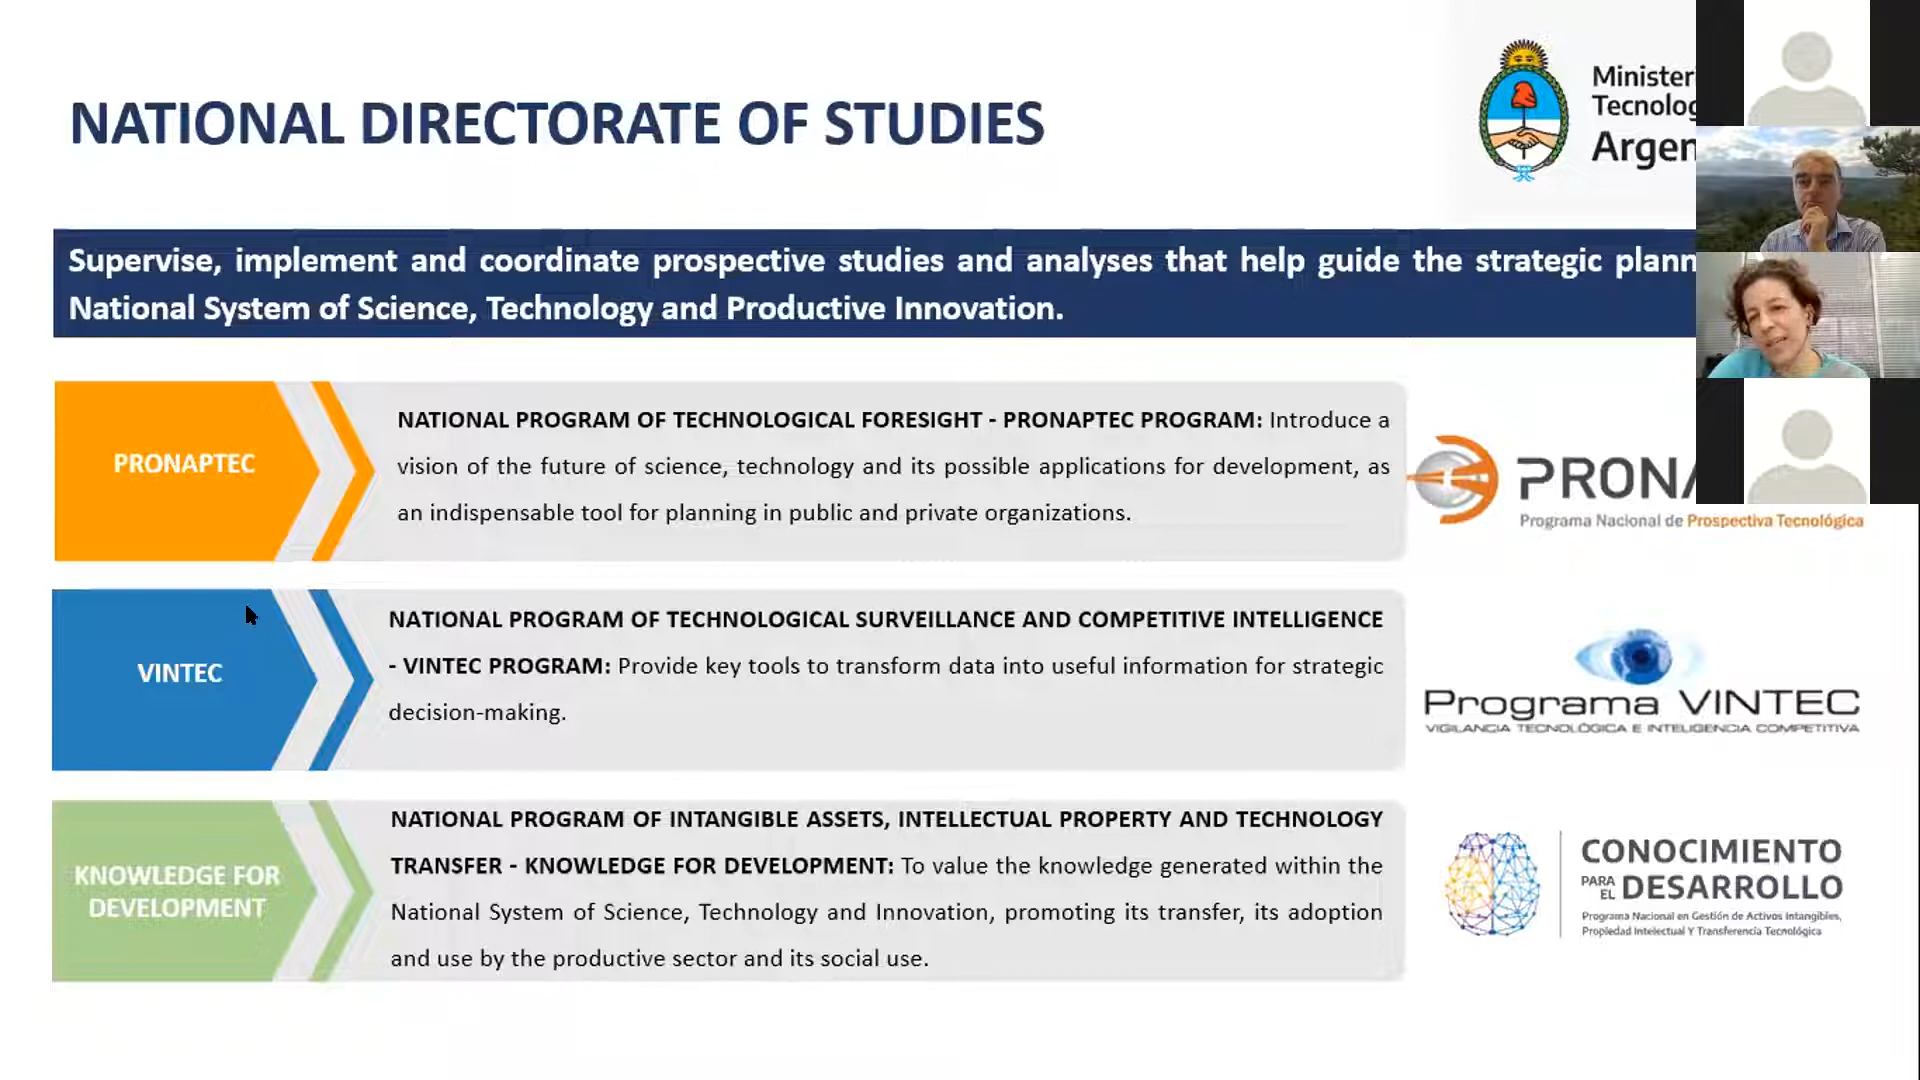 NATIONAL DIRECTORATE OF STUDIES
Supervise, implement and coordinate prospective studies and analyses that help guide the strategic
National System of Science, Technology and Productive Innovation.
PRONAPTEC
NATIONAL PROGRAM OF TECHNOLOGICAL FORESIGHT - PRONAPTEC PROGRAM: Introduce a
vision of the future of science, technology and its possible applications for development, as
an indispensable tool for planning in public and private organizations.
Programa Nacional de Prospectiva Tecnológica
VINTEC
NATIONAL PROGRAM OF TECHNOLOGICAL SURVEILLANCE AND COMPETITIVE INTELLIGENCE
- VINTEC PROGRAM: Provide key tools to transform data into useful information for strategic
decision-making.
Programa VINTEC
VIGILANCIA TECNOLÓGICA E INTELIGENCIA COMPETITIVA
KNOWLEDGE FOR
DEVELOPMENT
NATIONAL PROGRAM OF INTANGIBLE ASSETS, INTELLECTUAL PROPERTY AND TECHNOLOGY
TRANSFER - KNOWLEDGE FOR DEVELOPMENT: To value the knowledge generated within the
National System of Science, Technology and Innovation, promoting its transfer, its adoption
and use by the productive sector and its social use.
CONOCIMIENTO
PARA EL DESARROLLO
Programa Nacional en Gestión de Activos Intangibles,
Propiedad Intelectual Y Transferencia Tecnológica